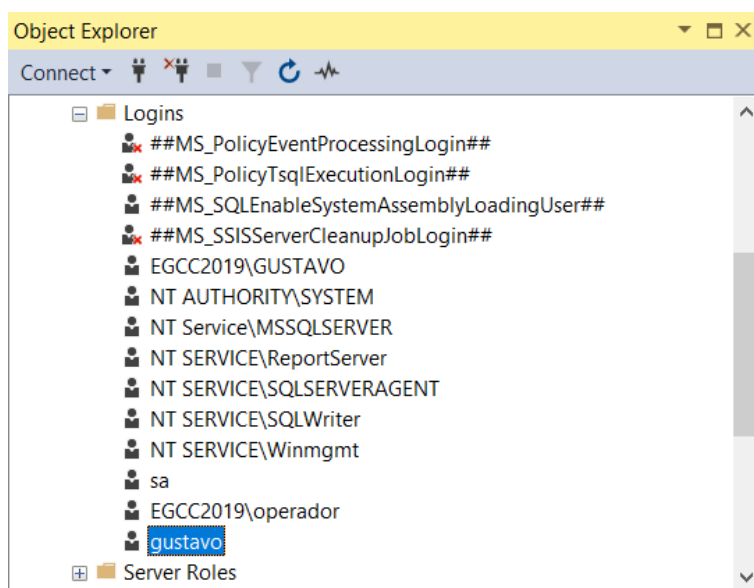 Object Explorer
Connect
Logins
##MS_PolicyEventProcessingLogin##
##MS_PolicyTsqlExecutionLogin##
##MS_SQLEnableSystemAssemblyLoadingUser##
##MS_SSISServerCleanupJobLogin##
EGCC2019\GUSTAVO
NT AUTHORITY\SYSTEM
NT Service\MSSQLSERVER
NT SERVICE\ReportServer
NT SERVICE\SQLSERVERAGENT
NT SERVICE\SQLWriter
NT SERVICE\Winmgmt
sa
EGCC2019\operador
gustavo
Server Roles